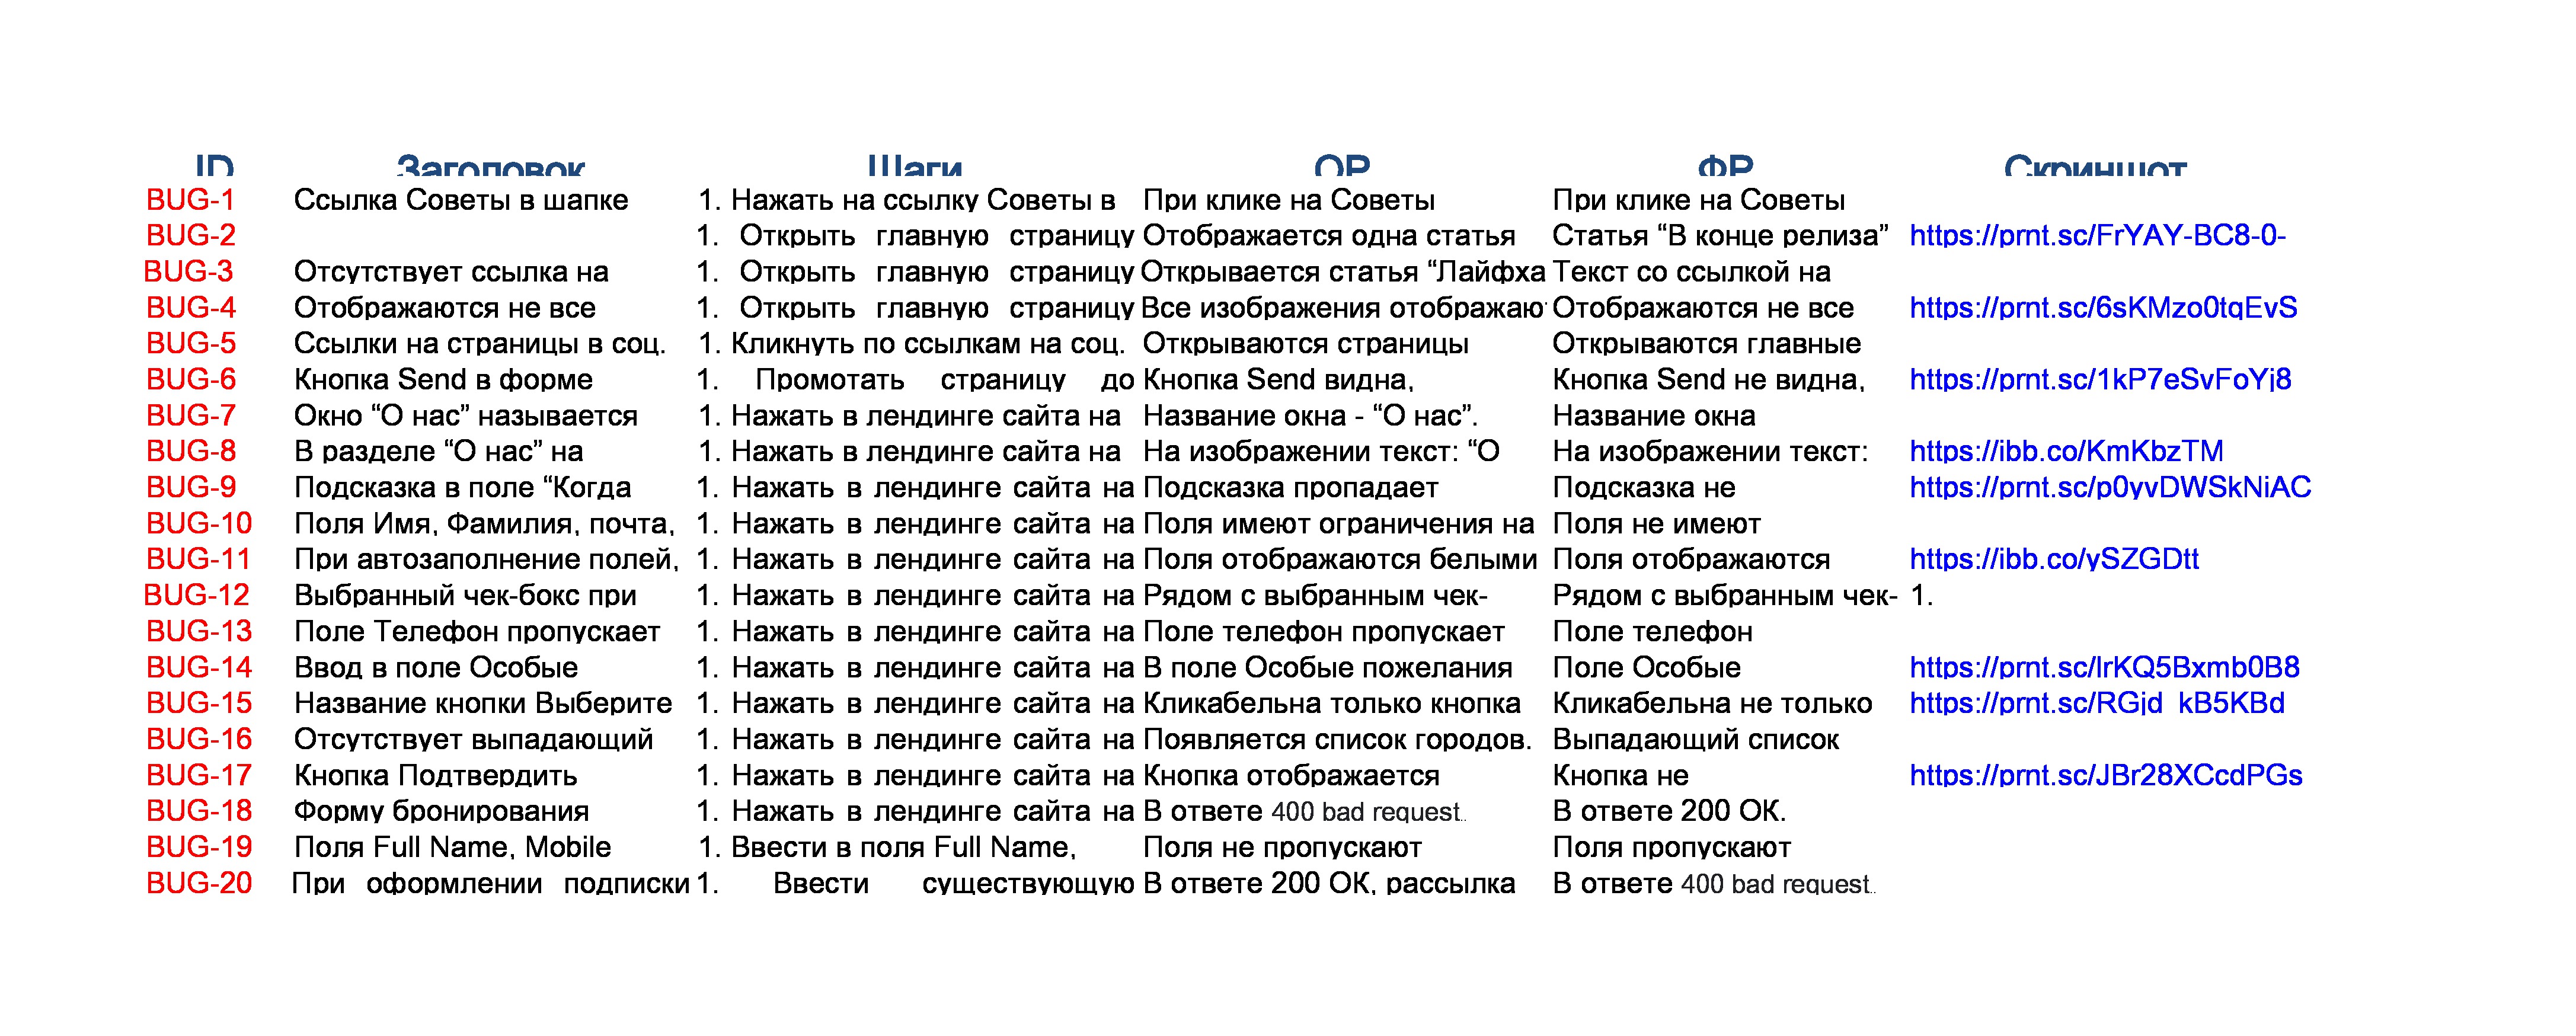 ID Заголовок Шаги ОР ФР Скриншот
BUG-1 Ссылка Советы в шапке 1. Нажать на ссылку Советы в При клике на Советы При клике на Советы
BUG-2 1. Открыть главную страницу Отображается одна статья Статья “В конце релиза” https://prnt.sc/FrYAY-BC8-0-
BUG-3 Отсутствует ссылка на 1. Открыть главную страницу Открывается статья “Лайфха Текст со ссылкой на
BUG-4 Отображаются не все 1. Открыть главную страницу Все изображения отображаю Отображаются не все https://prnt.sc/6sKMzo0tqEvS
BUG-5 Ссылки на страницы в соц. 1. Кликнуть по ссылкам на соц. Открываются страницы Открываются главные
BUG-6 Кнопка Send в форме 1. Промотать страницу до Кнопка Send видна, Кнопка Send не видна, https://prnt.sc/1kP7eSvFoYj8
BUG-7 Окно “О нас” называется 1. Нажать в лендинге сайта на Название окна - “О нас”. Название окна
BUG-8 В разделе “О нас” на 1. Нажать в лендинге сайта на На изображении текст: “О На изображении текст: https://ibb.co/KmKbzTM
BUG-9 Подсказка в поле “Когда 1. Нажать в лендинге сайта на Подсказка пропадает Подсказка не https://prnt.sc/p0yvDWSkNiAC
BUG-10 Поля Имя, Фамилия, почта, 1. Нажать в лендинге сайта на Поля имеют ограничения на Поля не имеют
BUG-11 При автозаполнение полей, 1. Нажать в лендинге сайта на Поля отображаются белыми Поля отображаются https://ibb.co/ySZGDtt
BUG-12 Выбранный чек-бокс при 1. Нажать в лендинге сайта на Рядом с выбранным чек- Рядом с выбранным чек- 1.
BUG-13 Поле Телефон пропускает 1. Нажать в лендинге сайта на Поле телефон пропускает Поле телефон
BUG-14 Ввод в поле Особые 1. Нажать в лендинге сайта на В поле Особые пожелания Поле Особые https://prnt.sc/lrKQ5Bxmb0B8
BUG-15 Название кнопки Выберите 1. Нажать в лендинге сайта на Кликабельна только кнопка Кликабельна не только https://prnt.sc/RGjd_kB5KBd
BUG-16 Отсутствует выпадающий 1. Нажать в лендинге сайта на Появляется список городов. Выпадающий список
BUG-17 Кнопка Подтвердить 1. Нажать в лендинге сайта на Кнопка отображается Кнопка не https://prnt.sc/JBr28XCcdPGs
BUG-18 Форму бронирования 1. Нажать в лендинге сайта на В ответе 400 bad request.. В ответе 200 ОК.
BUG-19 Поля Full Name, Mobile 1. Ввести в поля Full Name, Поля не пропускают Поля пропускают
BUG-20 При оформлении подписки 1. Ввести существующую В ответе 200 ОК, рассылка В ответе 400 bad request..